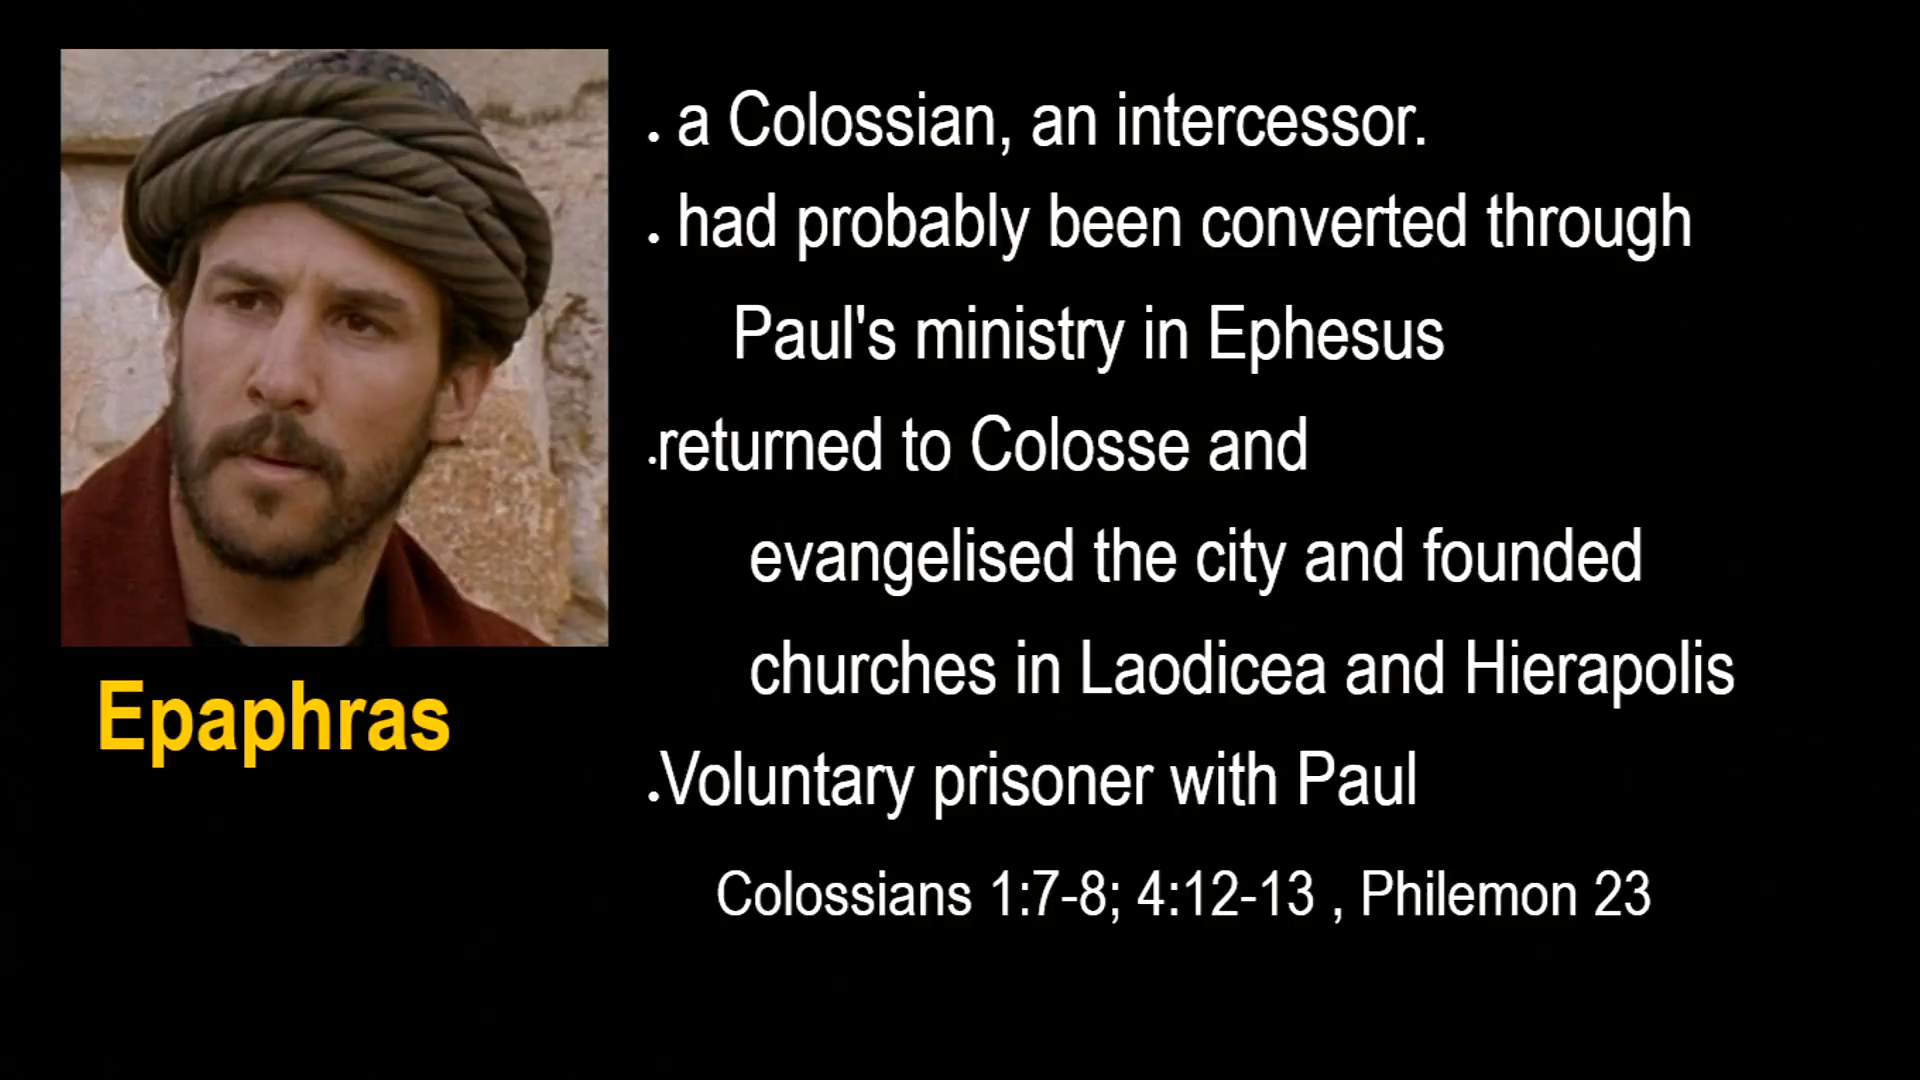 . a Colossian, an intercessor.
. had probably been converted through
Paul's ministry in Ephesus
.returned to Colosse and
evangelised the city and founded
churches in Laodicea and Hierapolis
.Voluntary prisoner with Paul
Colossians 1:7-8; 4:12-13 , Philemon 23
Epaphras